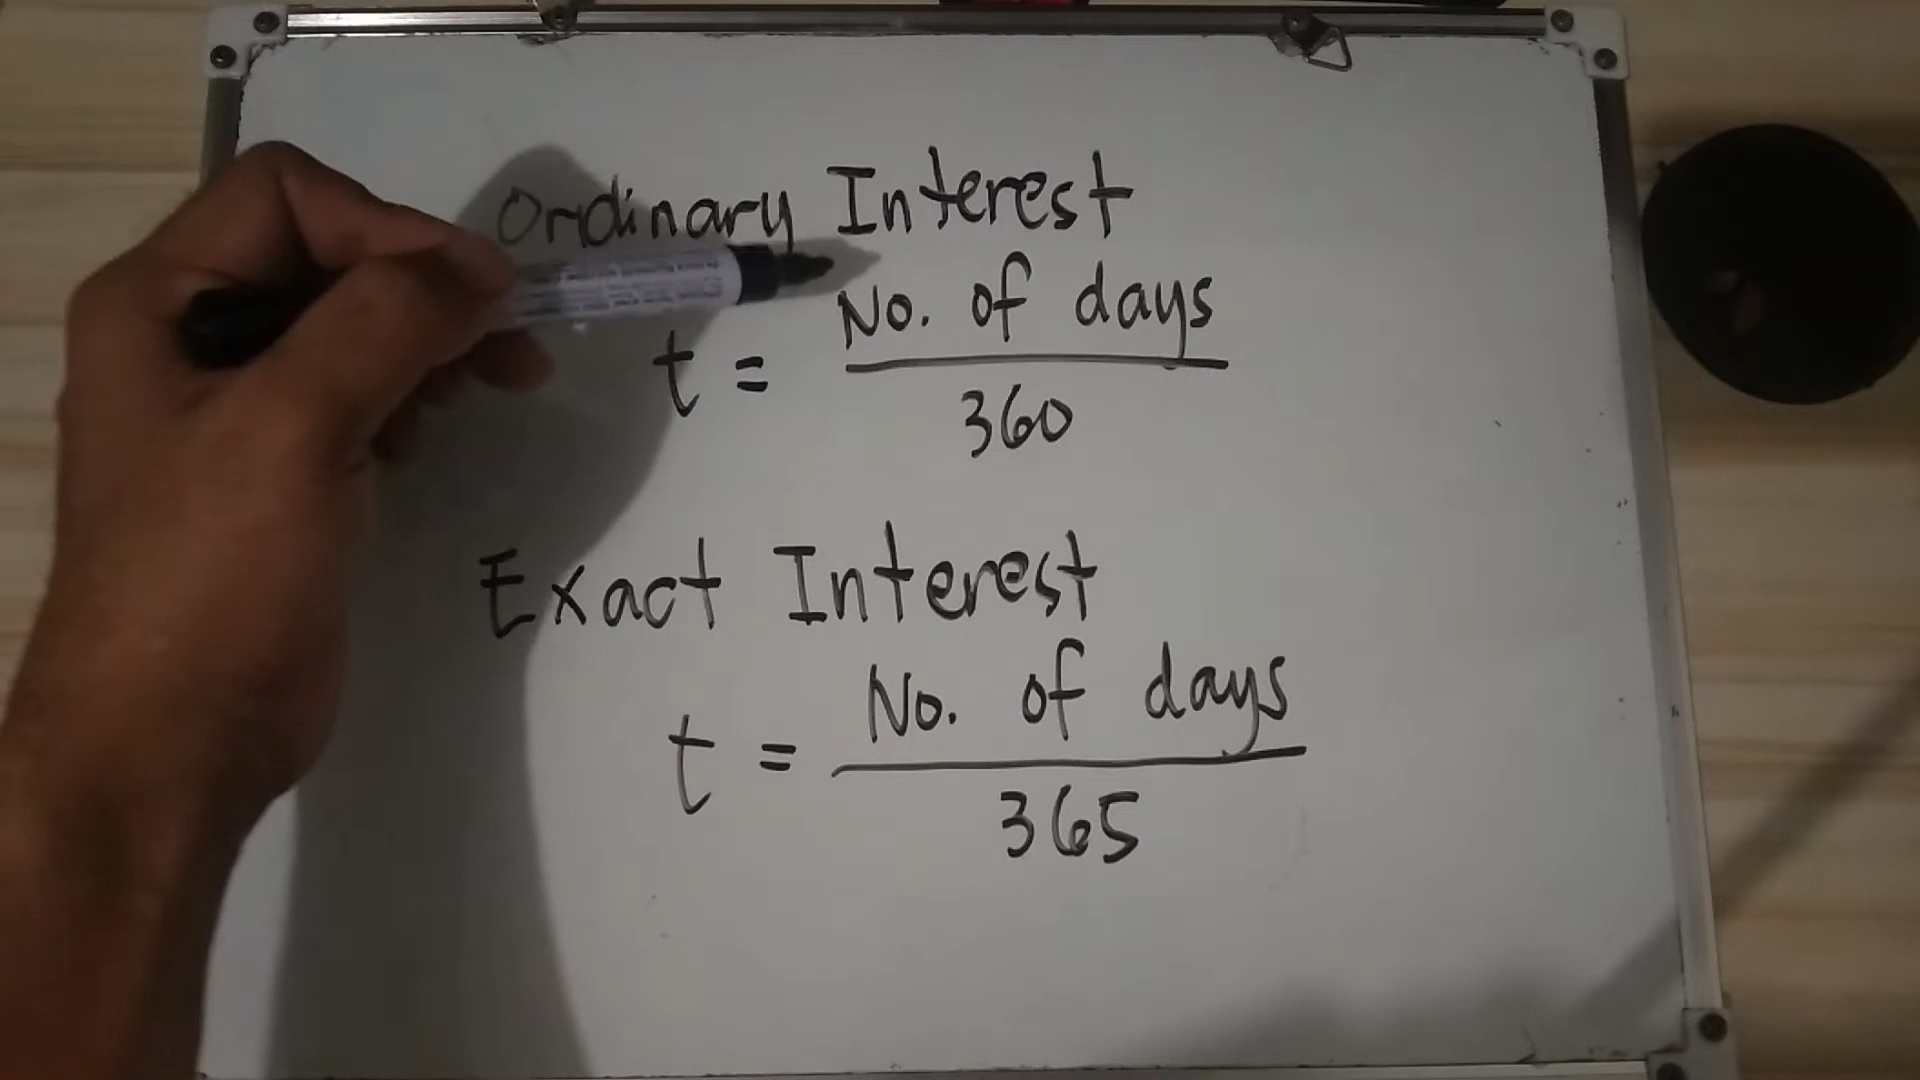 Ordinary Interest
t = No. of days
360
Exact Interest
t = No. of days
365